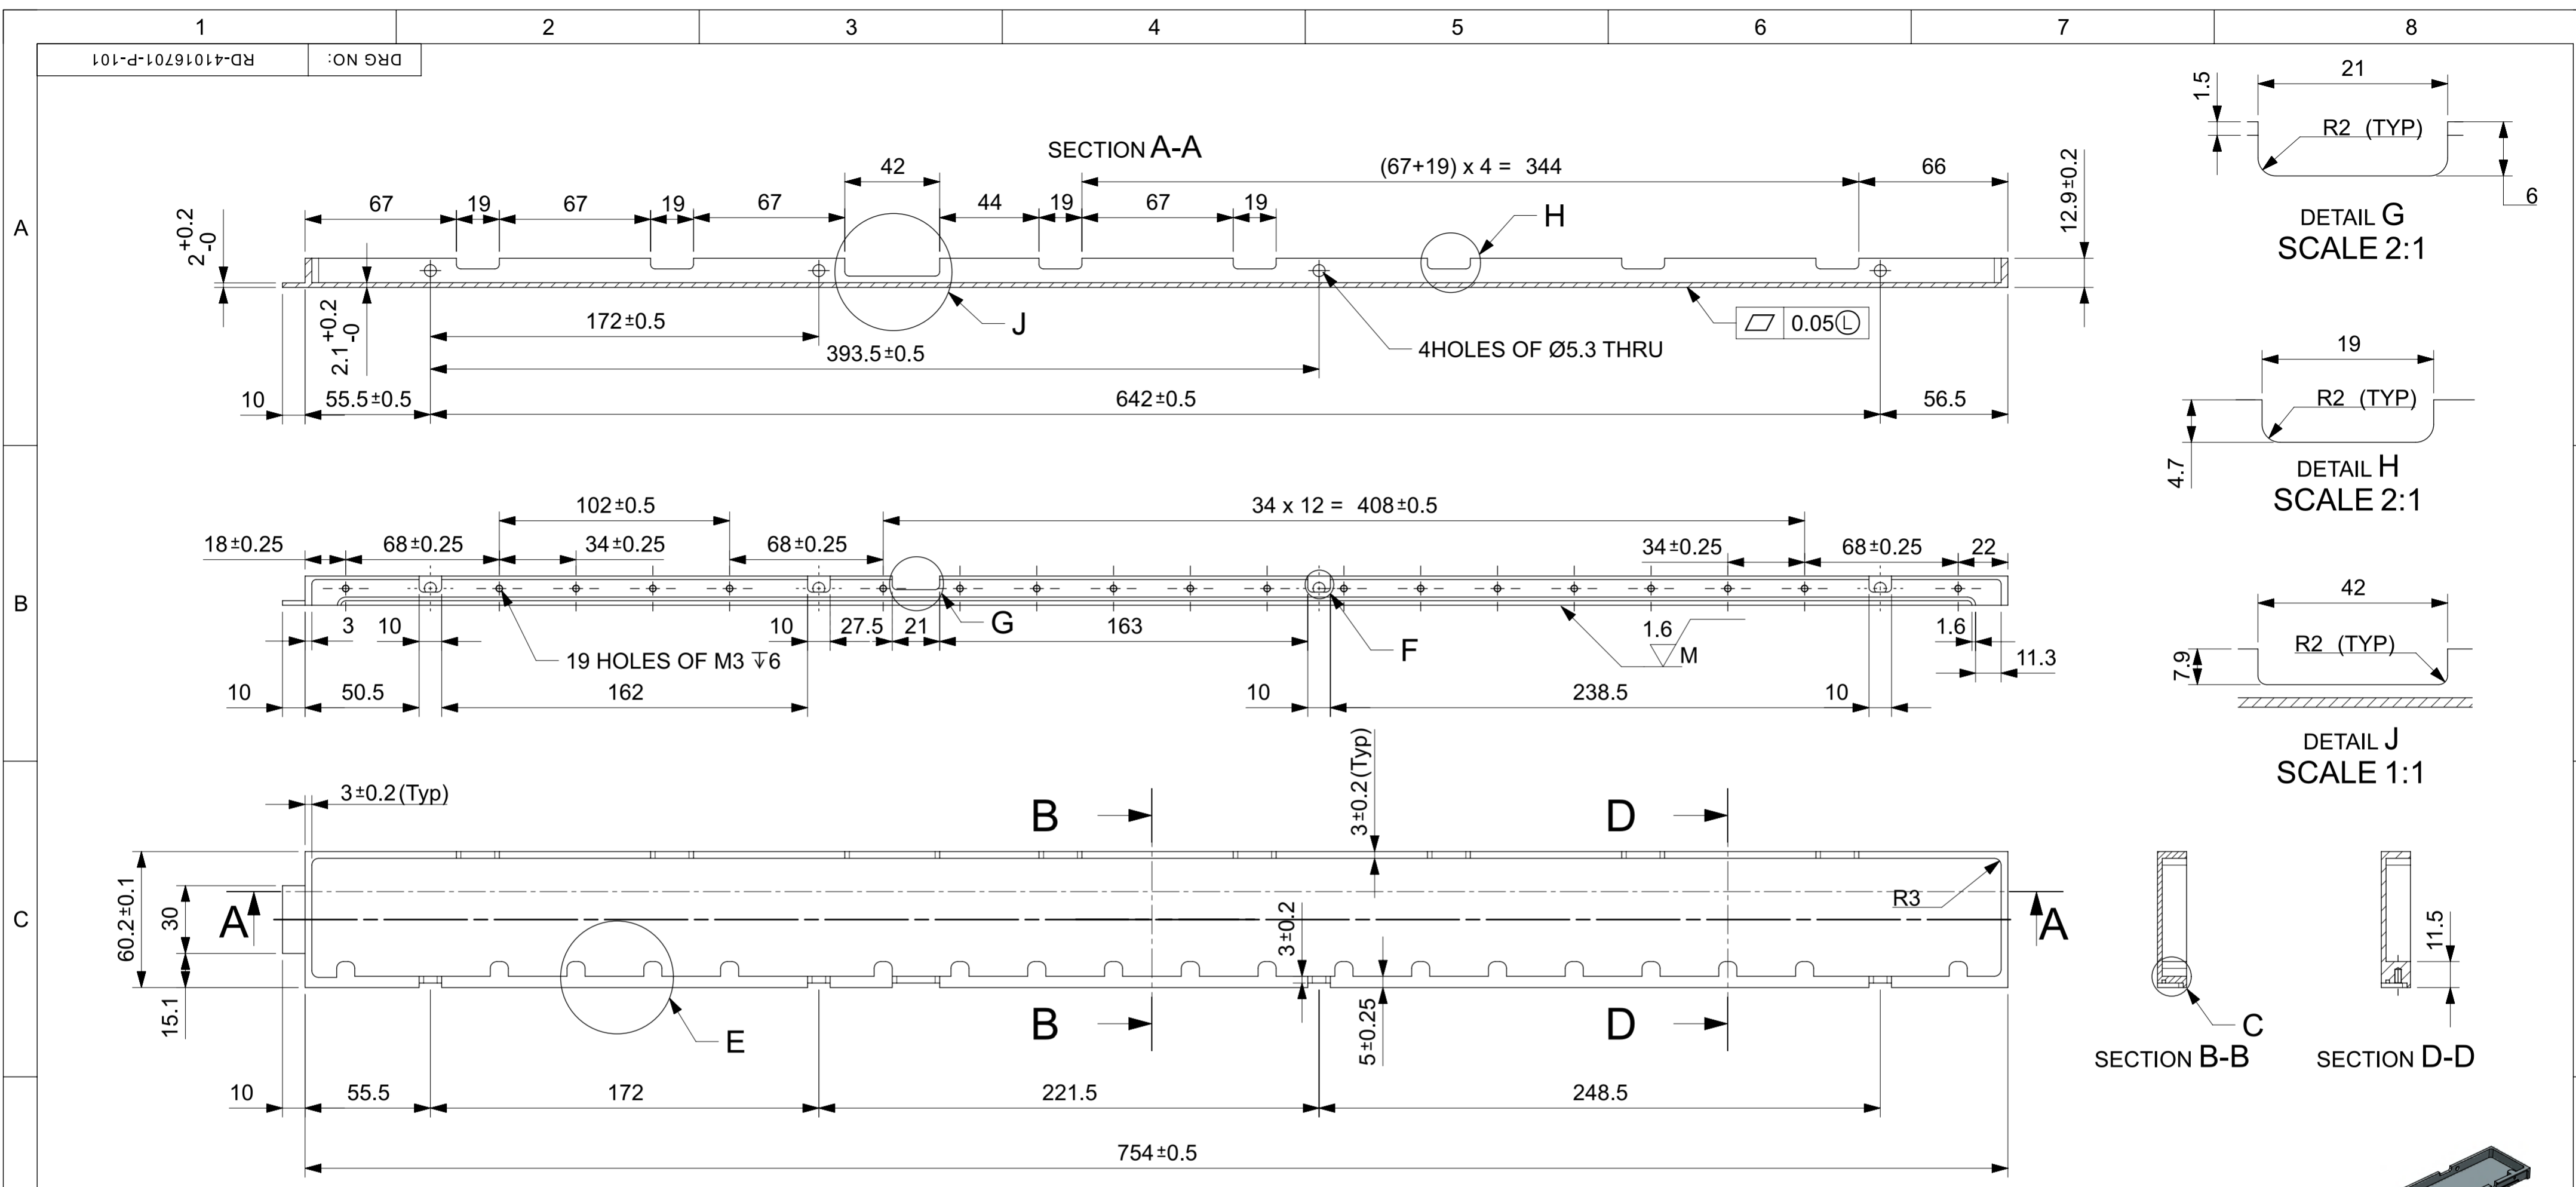 1 2 3 4 5 6 7 8
DRG NO: RD-41016701-P-101
A
SECTION A-A
42
(67+19) x 4 = 344
66
67 19 67 19 67 44 19 67 19
12.9±0.2
2 +0.2 -0
H
2.1 +0.2 -0
172±0.5
J
0.05Ⓛ
393.5±0.5
4HOLES OF Ø5.3 THRU
10 55.5±0.5 642±0.5 56.5
21
1.5
R2 (TYP)
6
DETAIL G
SCALE 2:1
19
R2 (TYP)
4.7
DETAIL H
SCALE 2:1
B
102±0.5
34 x 12 = 408±0.5
18±0.25 68±0.25 34±0.25 68±0.25 34±0.25 68±0.25 22
3 10 10 27.5 21 G 163 F 1.6 M 1.6
19 HOLES OF M3 ↧6
11.3
10 50.5 162 10 238.5 10
42
R2 (TYP)
7.9
DETAIL J
SCALE 1:1
C
3±0.2(Typ)
B D
3±0.2(Typ)
60.2±0.1
30
A
R3
A
3±0.2
15.1
E
B D
5±0.25
11.5
C
SECTION B-B SECTION D-D
10 55.5 172 221.5 248.5
754±0.5